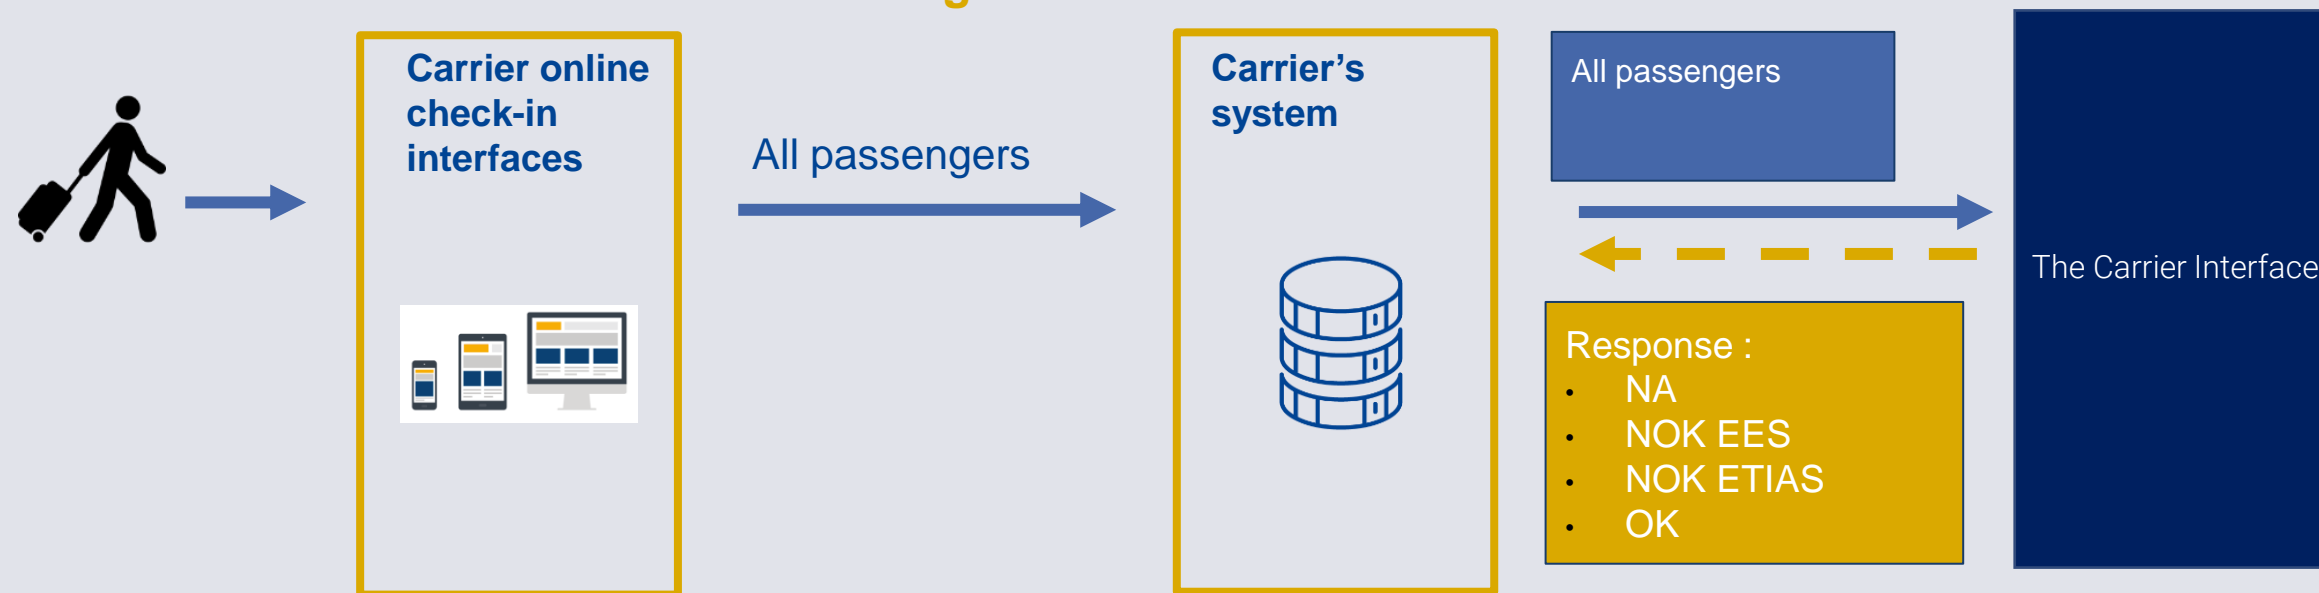 Carrier online
check-in
interfaces
All passengers
Carrier's
system
All passengers
The Carrier Interface
Response :
• NA
• NOK EES
• NOK ETIAS
• OK